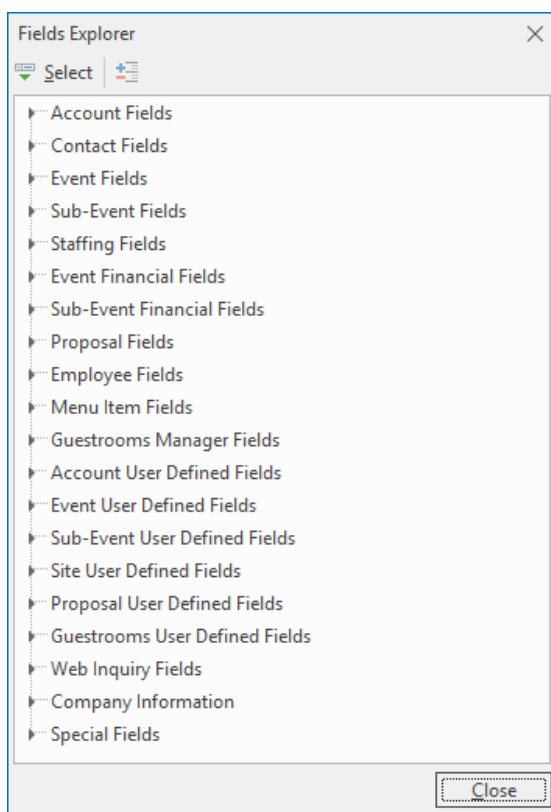 Fields Explorer
Select
Account Fields
Contact Fields
Event Fields
Sub-Event Fields
Staffing Fields
Event Financial Fields
Sub-Event Financial Fields
Proposal Fields
Employee Fields
Menu Item Fields
Guestrooms Manager Fields
Account User Defined Fields
Event User Defined Fields
Sub-Event User Defined Fields
Site User Defined Fields
Proposal User Defined Fields
Guestrooms User Defined Fields
Web Inquiry Fields
Company Information
Special Fields
Close